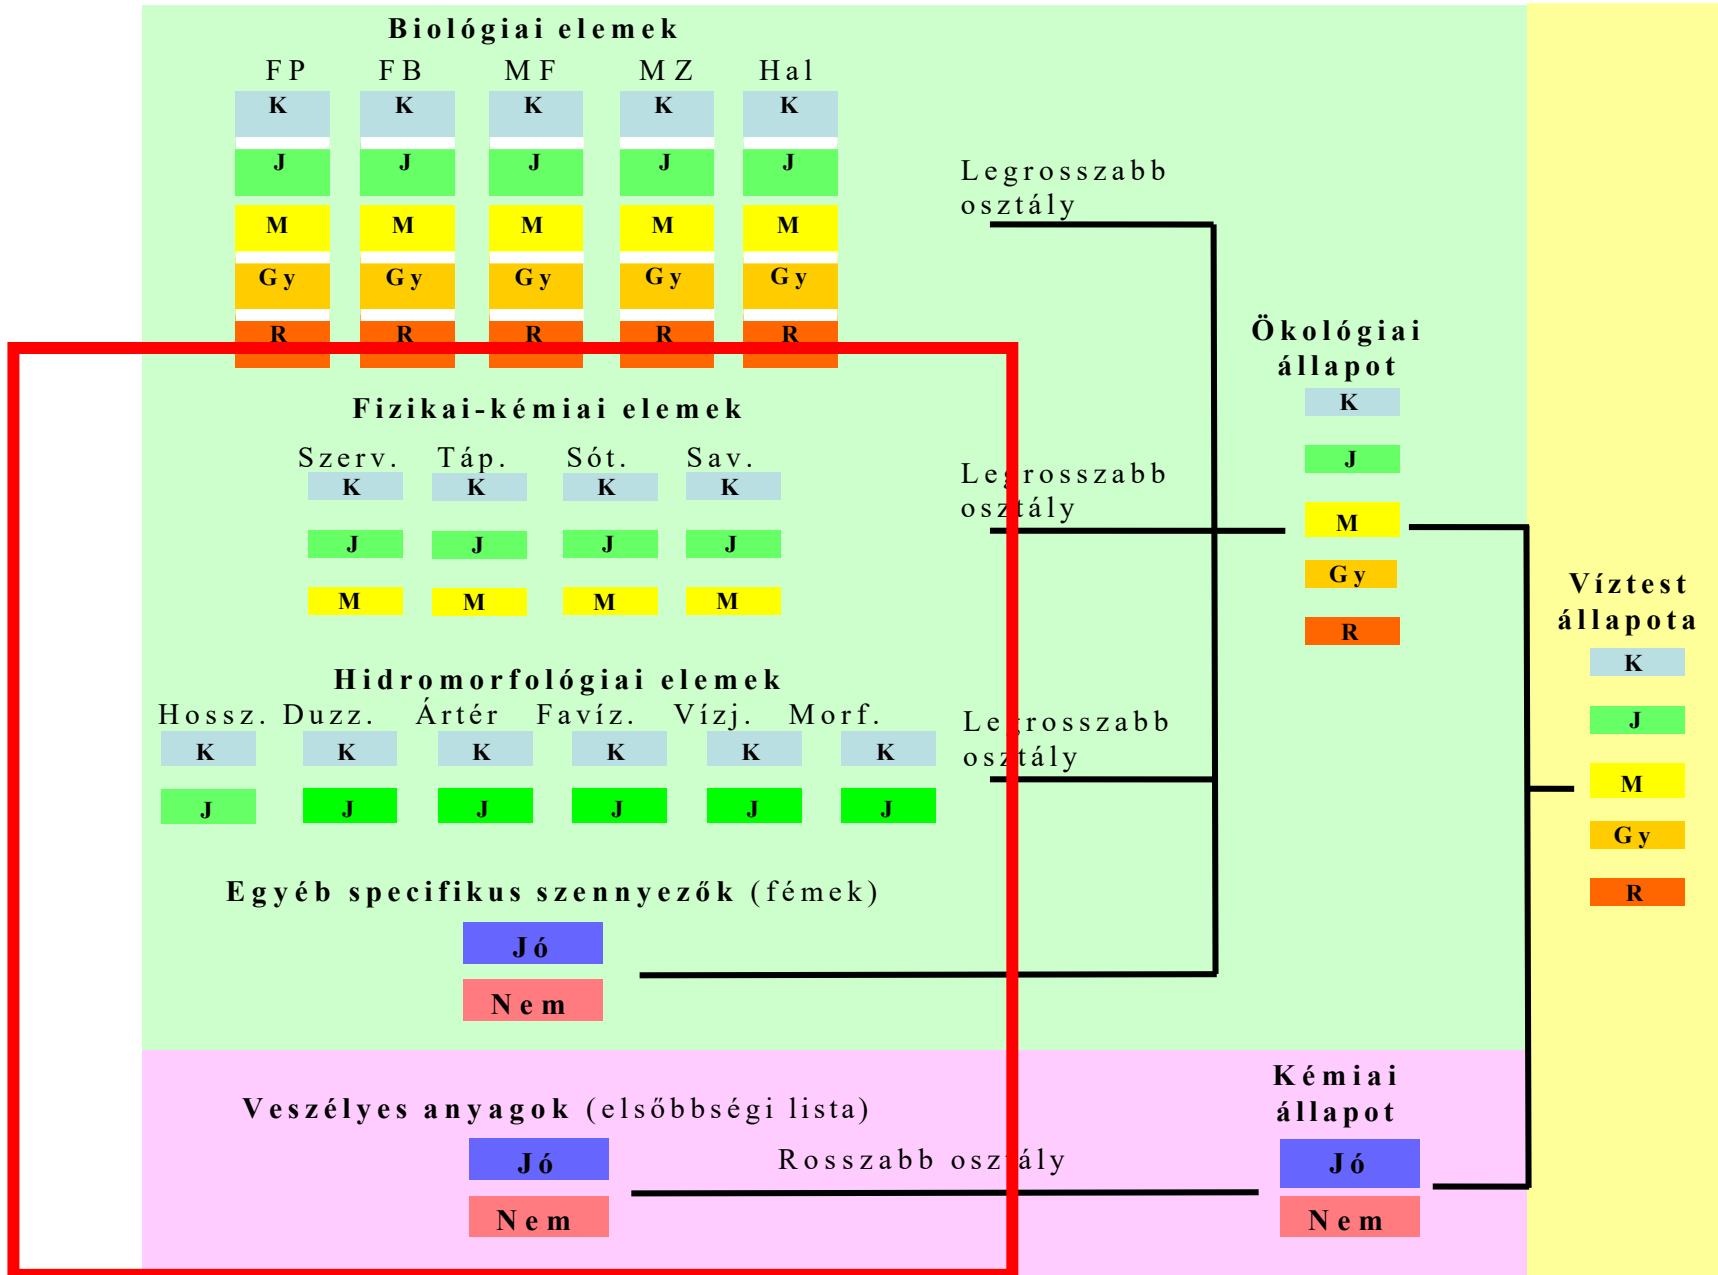 Biológiai elemek
FP FB MF MZ Hal
K K K K K
J J J J J
M M M M M
Gy Gy Gy Gy Gy
R R R R R
Legrosszabb
osztály
Fizikai-kémiai elemek
Szerv. Táp. Sót. Sav.
K K K K
J J J J
M M M M
Legrosszabb
osztály
Hidromorfológiai elemek
Hossz. Duzz. Ártér Favíz. Vízj. Morf.
K K K K K K
J J J J J J
Legrosszabb
osztály
Egyéb specifikus szennyezők (fémek)
Jó
Nem
Ökológiai
állapot
K
J
M
Gy
R
Veszélyes anyagok (elsőbbségi lista)
Jó
Nem
Rosszabb osztály
Kémiai
állapot
Jó
Nem
Víztest
állapota
K
J
M
Gy
R